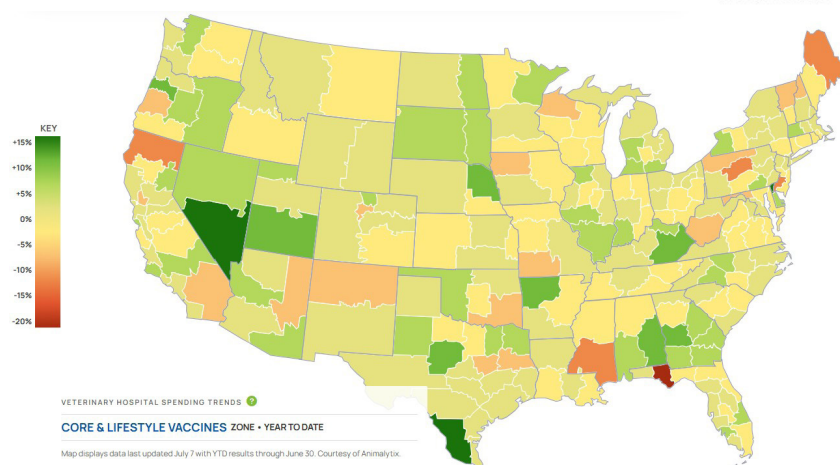 KEY
+15%
+10%
+5%
0%
-5%
-10%
-15%
-20%
VETERINARY HOSPITAL SPENDING TRENDS ?
CORE & LIFESTYLE VACCINES ZONE • YEAR TO DATE
Map displays data last updated July 7 with YTD results through June 30. Courtesy of Animalytix.